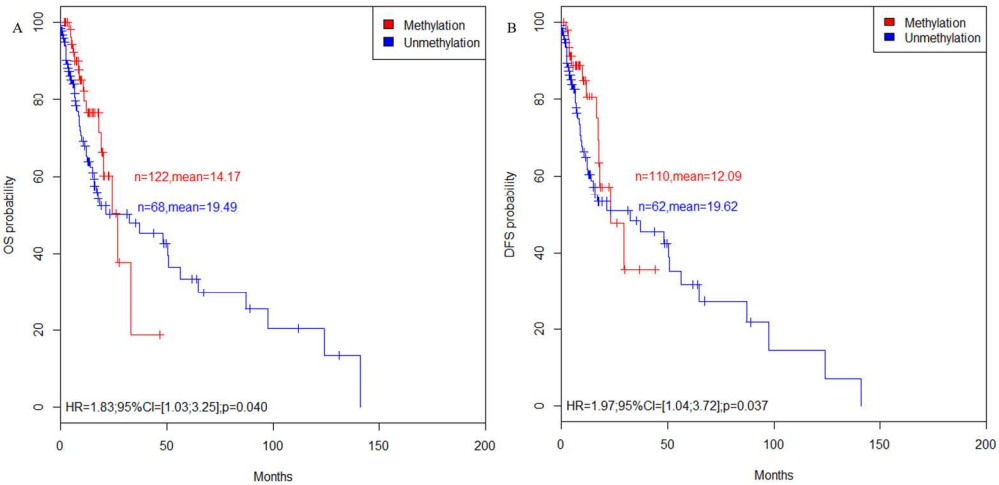 A
Methylation
Unmethylation
OS probability
100
80
60
40
20
0
n=122,mean=14.17
n=68,mean=19.49
HR=1.83;95%CI=[1.03;3.25];p=0.040
0 50 100 150 200
Months
B
Methylation
Unmethylation
DFS probability
100
80
60
40
20
0
n=110,mean=12.09
n=62,mean=19.62
HR=1.97;95%CI=[1.04;3.72];p=0.037
0 50 100 150 200
Months